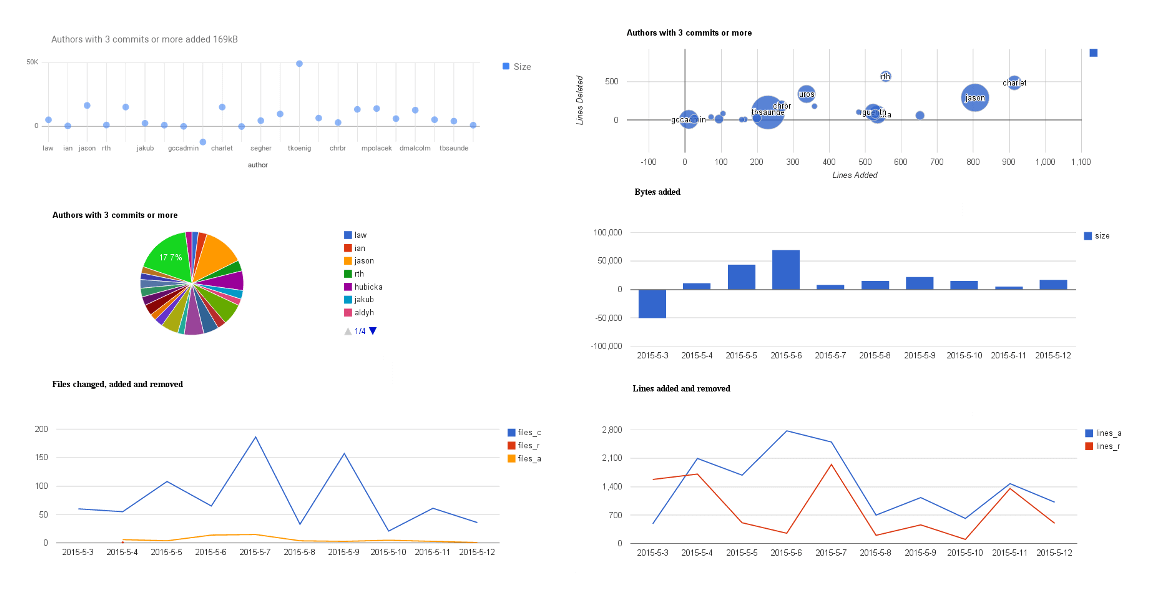 Authors with 3 commits or more added 169kB
50K
0
Size
law ian jason rth jakub gccadmin charlet cegher tkoenig chrbr mpolacek dmalcolm tbsaunde
author
Authors with 3 commits or more
Lines Deleted
500
0
rth
charlet
uros
jason
chrbr
tbsaunde
gccadmin
-100 0 100 200 300 400 500 600 700 800 900 1,000 1,100
Lines Added
Authors with 3 commits or more
17.7%
law
ian
jason
rth
hubicka
jakub
aldyh
1/4
Bytes added
100,000
50,000
0
-50,000
-100,000
size
2015-5-3 2015-5-4 2015-5-5 2015-5-6 2015-5-7 2015-5-8 2015-5-9 2015-5-10 2015-5-11 2015-5-12
Files changed, added and removed
200
150
100
50
0
files_c
files_r
files_a
2015-5-3 2015-5-4 2015-5-5 2015-5-6 2015-5-7 2015-5-8 2015-5-9 2015-5-10 2015-5-11 2015-5-12
Lines added and removed
2,800
2,100
1,400
700
0
lines_a
lines_r
2015-5-3 2015-5-4 2015-5-5 2015-5-6 2015-5-7 2015-5-8 2015-5-9 2015-5-10 2015-5-11 2015-5-12